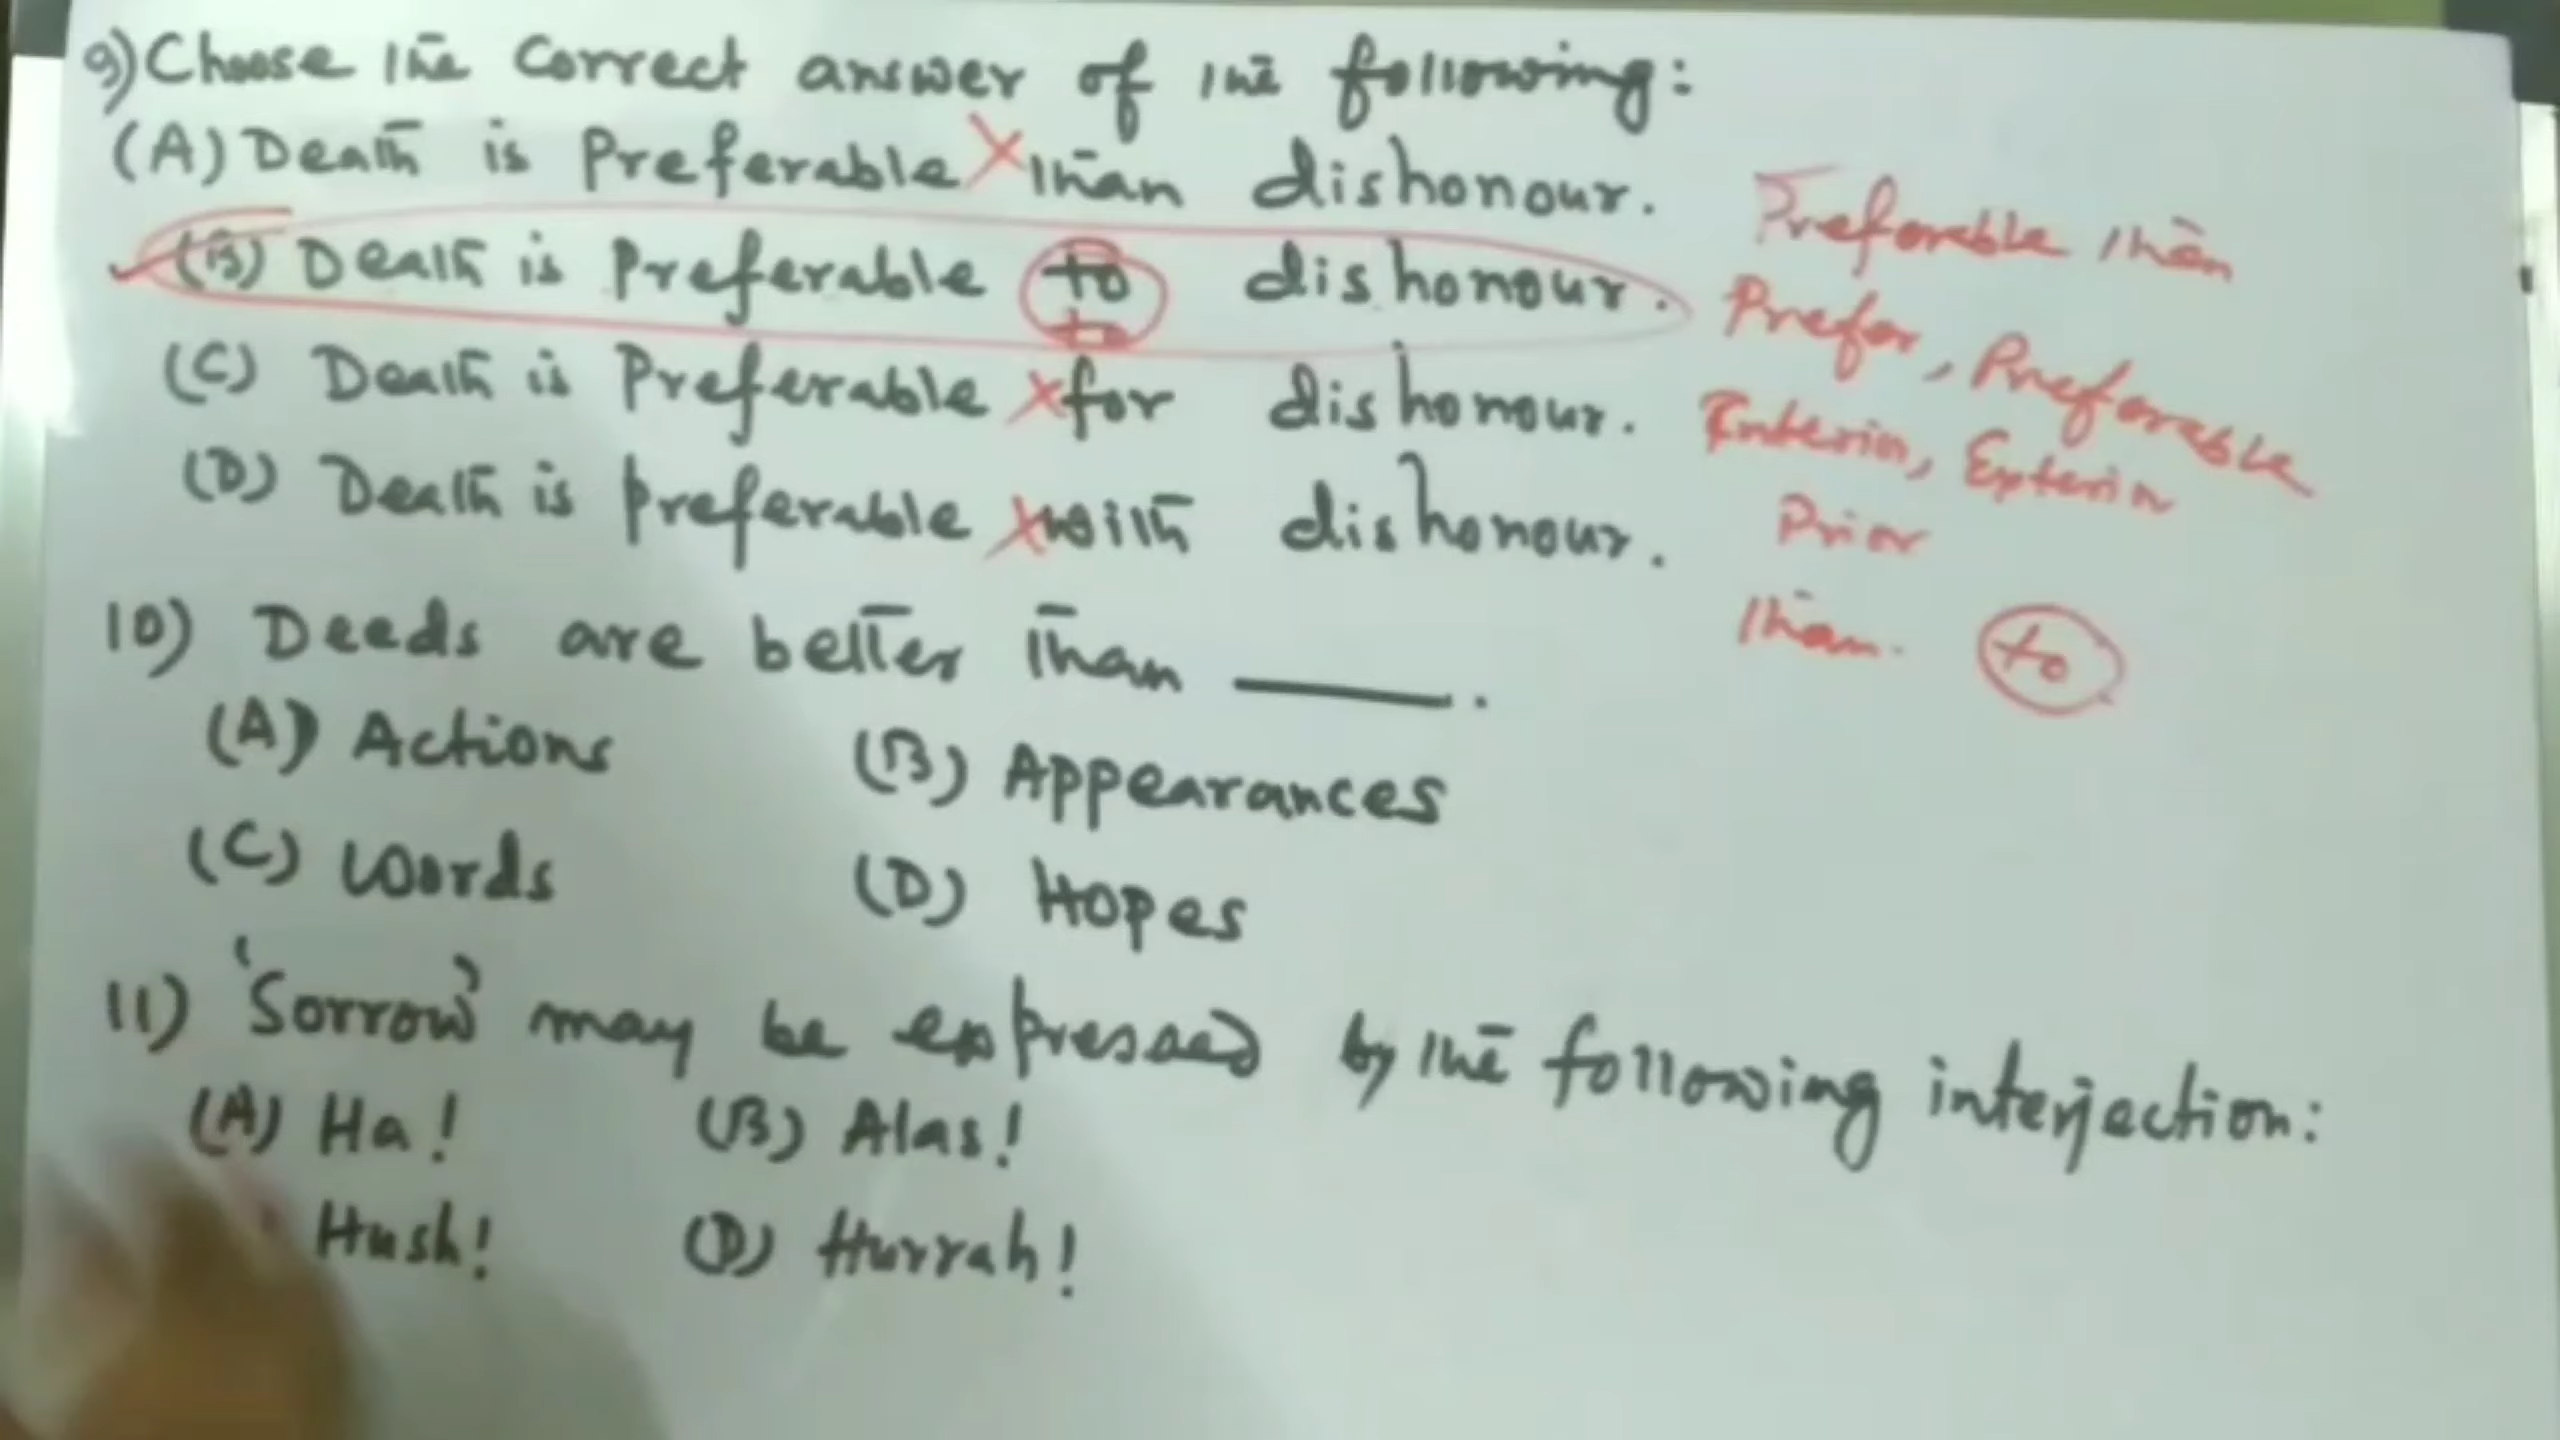 9) Choose the correct answer of the following:
(A) Death is Preferable than dishonour.
(B) Death is Preferable to dishonour.
to
(C) Death is Preferable for dishonour.
(D) Death is preferable with dishonour.
Preferable than
Prefer, Preferable
Interior, Exterior
Prior
than. to
10) Deeds are better than ____.
(A) Actions (B) Appearances
(C) Words (D) Hopes
11) 'Sorrow' may be expressed by the following interjection:
(A) Ha! (B) Alas!
Hush! (D) Hurrah!